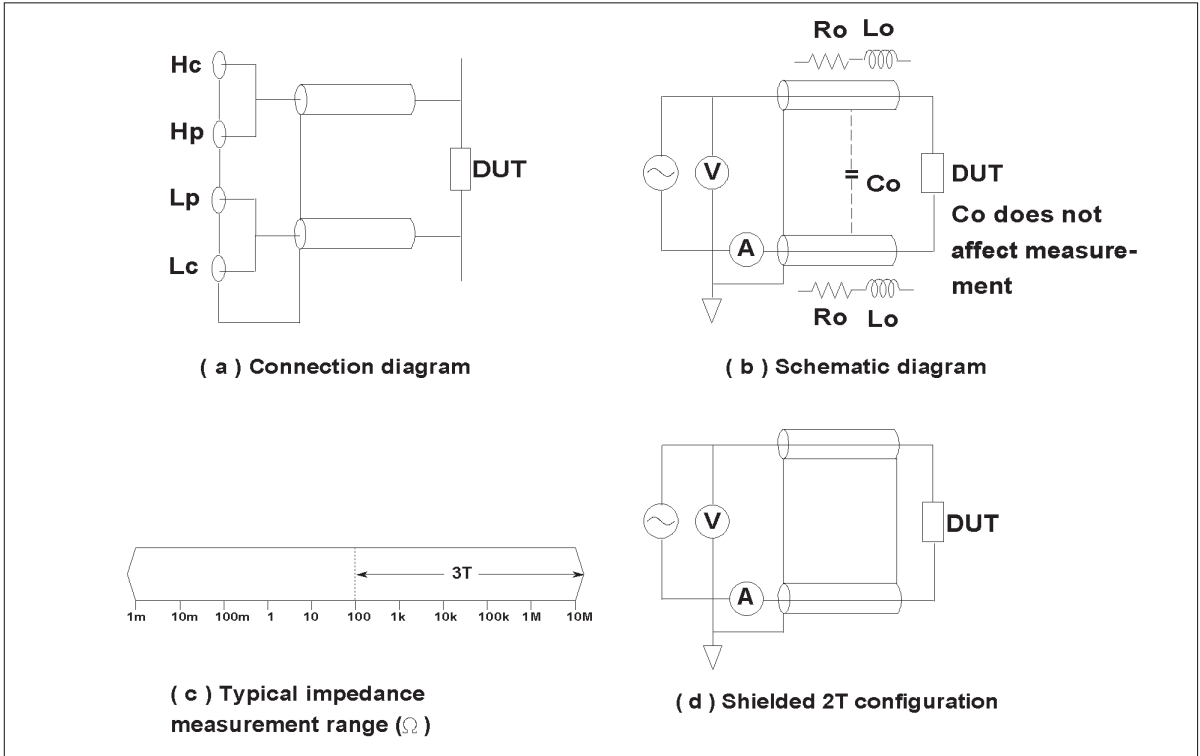 Hc
Hp
Lp
Lc
DUT
( a ) Connection diagram
Ro Lo
V
Co
DUT
Co does not
affect measure-
ment
A
Ro Lo
( b ) Schematic diagram
3T
1m 10m 100m 1 10 100 1k 10k 100k 1M 10M
( c ) Typical impedance
measurement range (Ω)
V
DUT
A
( d ) Shielded 2T configuration